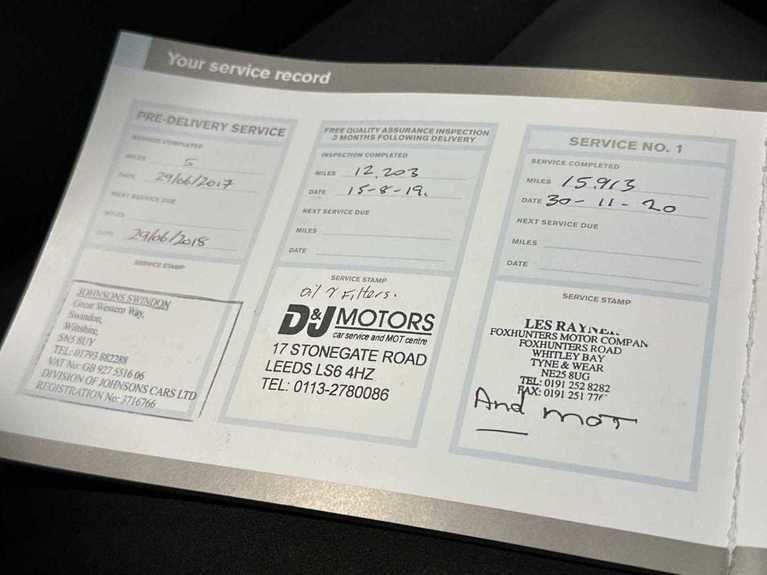 Your service record
PRE-DELIVERY SERVICE
SERVICE COMPLETED
MILES 5
DATE 29/06/2017
NEXT SERVICE DUE
MILES
DATE 29/06/2018
SERVICE STAMP
JOHNSONS SWINDON
Great Western Way,
Swindon,
Wiltshire,
SN5 8UY
TEL: 01793 882288
VAT No: GB 927 5516 06
DIVISION OF JOHNSONS CARS LTD
REGISTRATION No: 3716766
FREE QUALITY ASSURANCE INSPECTION
3 MONTHS FOLLOWING DELIVERY
INSPECTION COMPLETED
MILES 12,203
DATE 15-8-19.
NEXT SERVICE DUE
MILES
DATE
SERVICE STAMP
Oil & Filters.
D&J MOTORS
car service and MOT centre
17 STONEGATE ROAD
LEEDS LS6 4HZ
TEL: 0113-2780086
SERVICE NO. 1
SERVICE COMPLETED
MILES 15,913
DATE 30-11-20
NEXT SERVICE DUE
MILES
DATE
SERVICE STAMP
LES
FOXHUNTERS MOTOR COMPAN
FOXHUNTERS ROAD
WHITLEY BAY
TYNE & WEAR
NE25 8UG
TEL: 0191 252 8282
FAX: 0191 251
And MOT